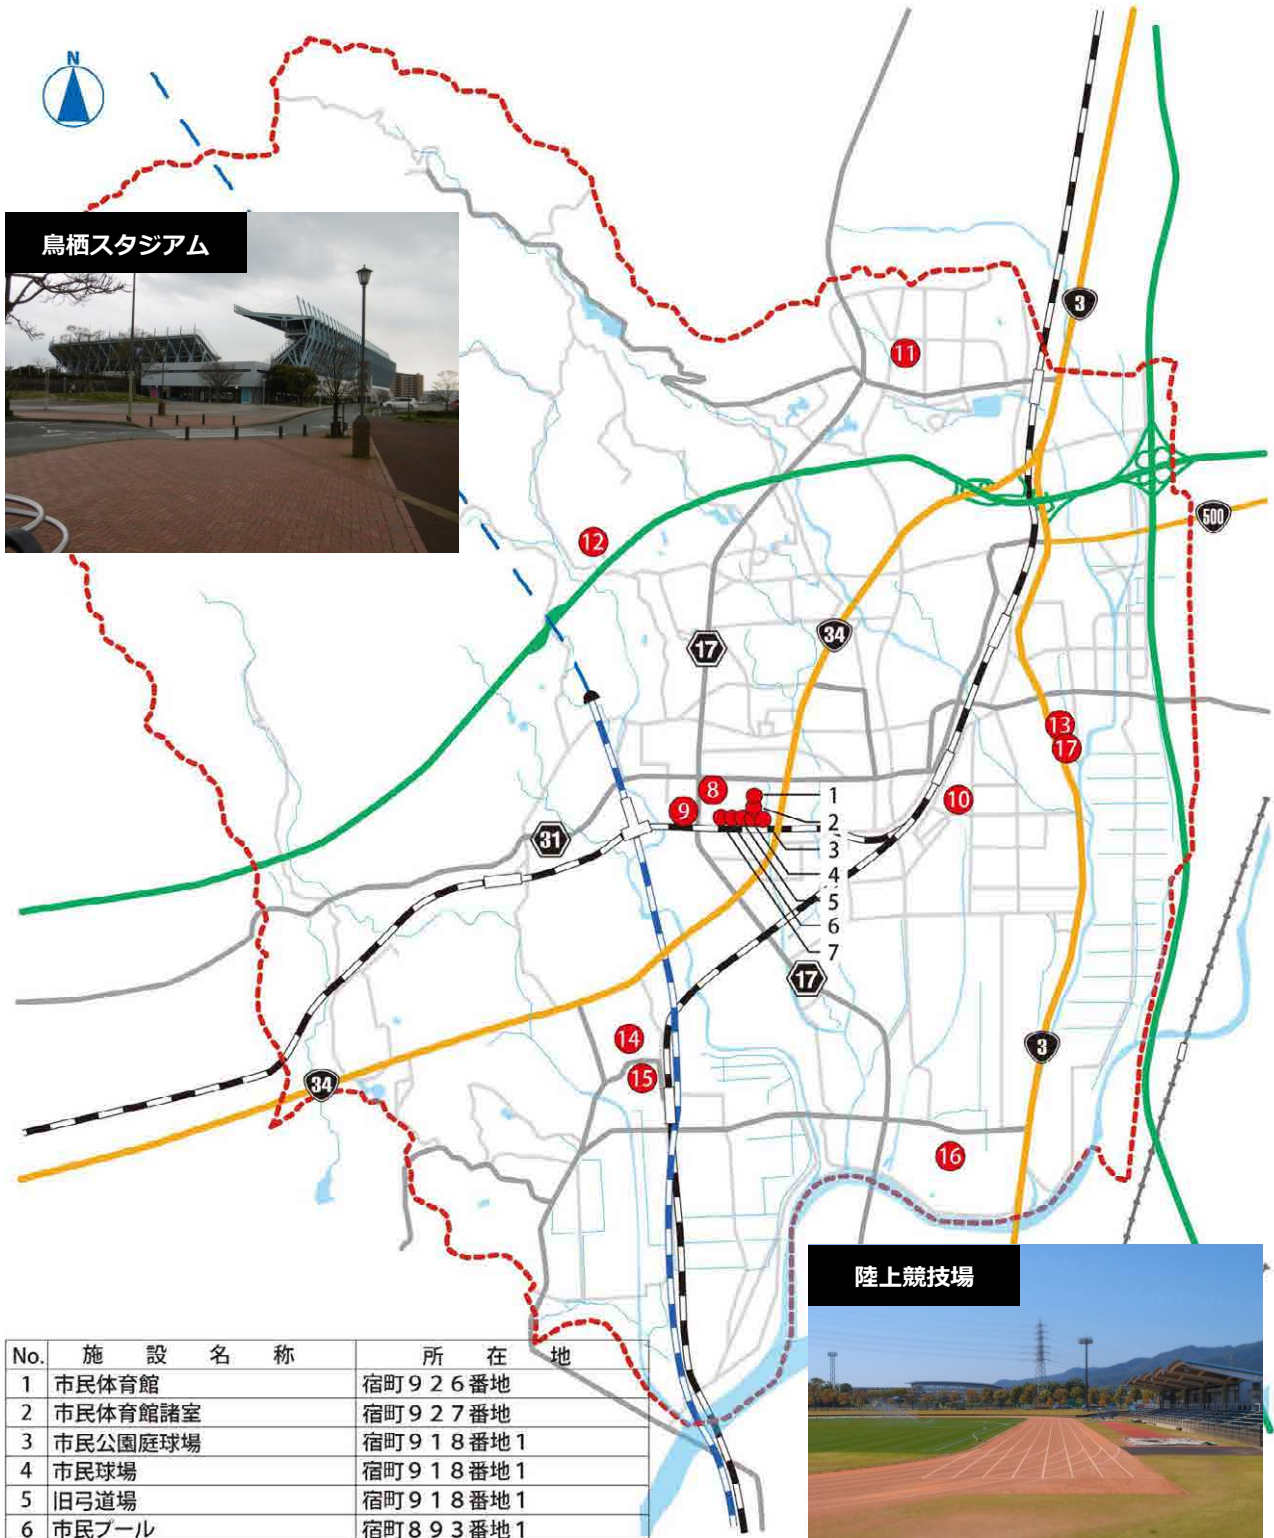 N
鳥栖スタジアム
3
11
500
12
17
34
13
17
8
1
10
9
2
31
3
4
5
6
7
17
14
3
34
15
16
陸上競技場
No. 施設名称 所在地
1 市民体育館 宿町926番地
2 市民体育館諸室 宿町927番地
3 市民公園庭球場 宿町918番地1
4 市民球場 宿町918番地1
5 旧弓道場 宿町918番地1
6 市民プール 宿町893番地1